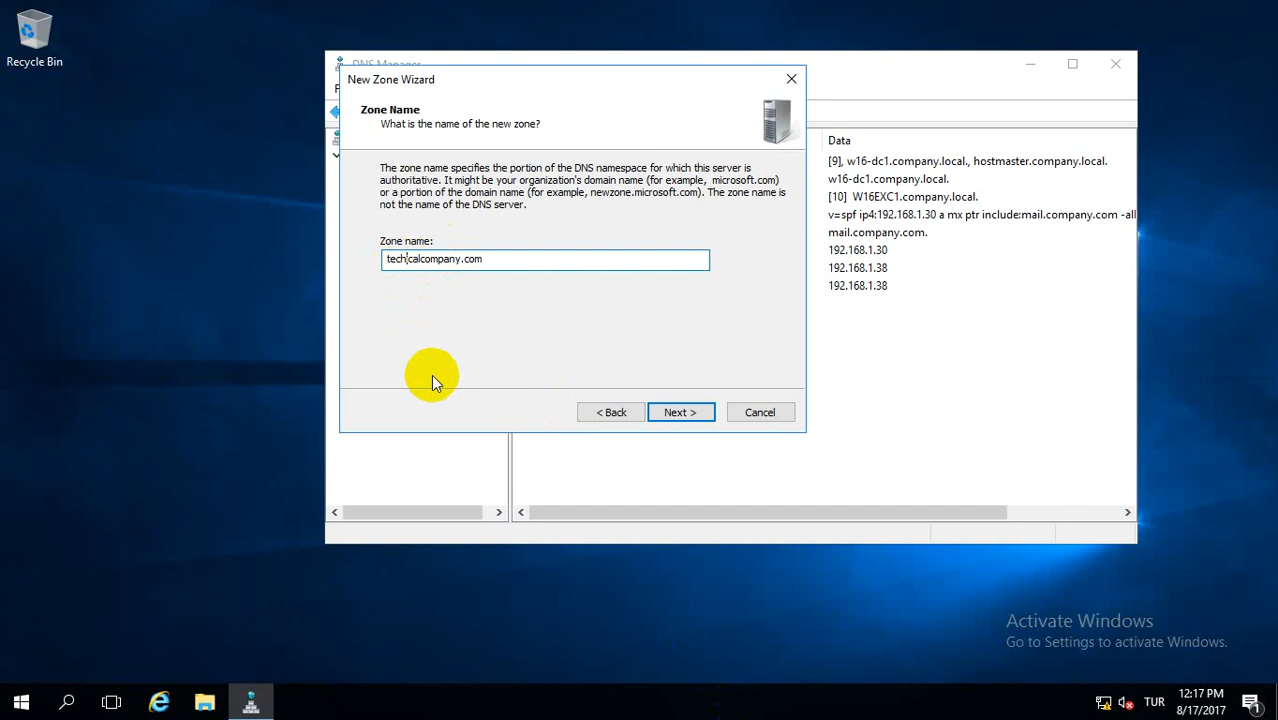 Recycle Bin
DNS Manager
New Zone Wizard
Zone Name
What is the name of the new zone?
The zone name specifies the portion of the DNS namespace for which this server is
authoritative. It might be your organization's domain name (for example, microsoft.com)
or a portion of the domain name (for example, newzone.microsoft.com). The zone name is
not the name of the DNS server.
Zone name:
techicalcompany.com
< Back
Next >
Cancel
Data
[9], w16-dc1.company.local., hostmaster.company.local.
w16-dc1.company.local.
[10] W16EXC1.company.local.
v=spf ip4:192.168.1.30 a mx ptr include:mail.company.com -all
mail.company.com.
192.168.1.30
192.168.1.38
192.168.1.38
Activate Windows
Go to Settings to activate Windows.
TUR
12:17 PM
8/17/2017
1